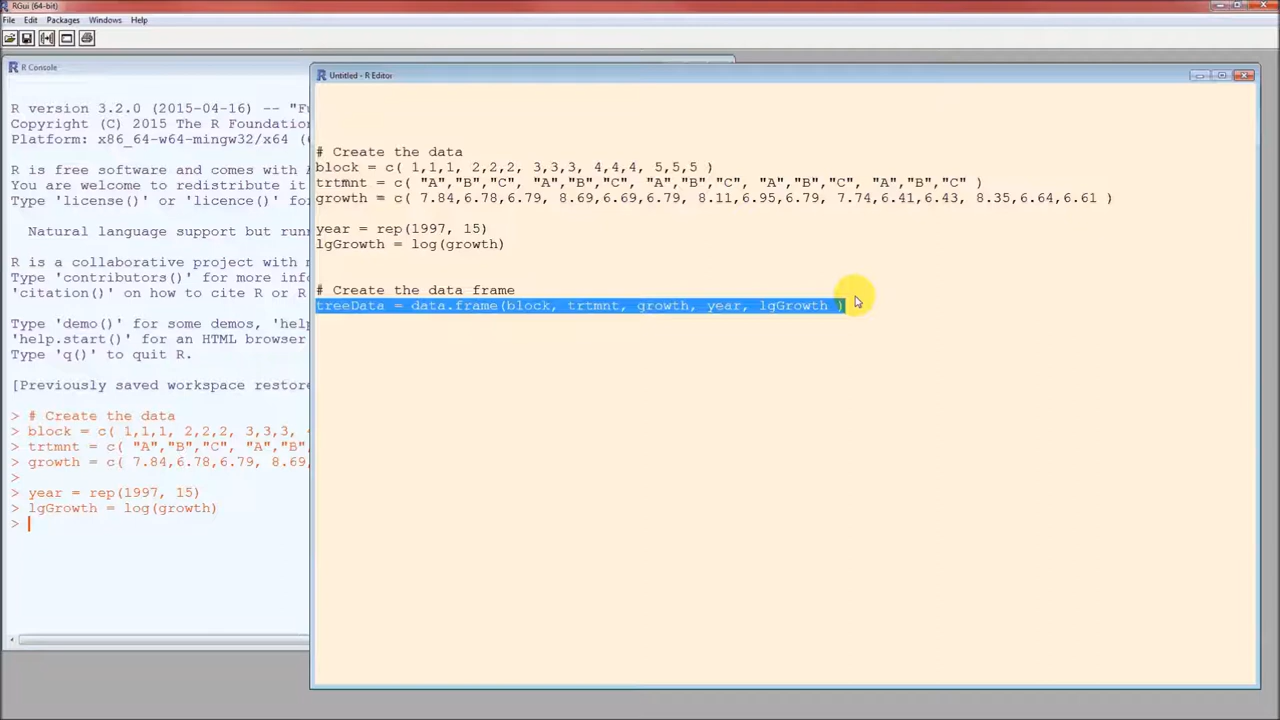 RGui (64-bit)
File Edit Packages Windows Help
R Console
R version 3.2.0 (2015-04-16) -- "Fu
Copyright (C) 2015 The R Foundation
Platform: x86_64-w64-mingw32/x64 (
R is free software and comes with
You are welcome to redistribute it
Type 'license()' or 'licence()' fo
Natural language support but run
R is a collaborative project with
Type 'contributors()' for more inf
'citation()' on how to cite R or R
Type 'demo()' for some demos, 'help
'help.start()' for an HTML browser
Type 'q()' to quit R.
[Previously saved workspace restore
> # Create the data
> block = c( 1,1,1, 2,2,2, 3,3,3,
> trtmnt = c( "A","B","C", "A","B"
> growth = c( 7.84,6.78,6.79, 8.69,
>
> year = rep(1997, 15)
> lgGrowth = log(growth)
>
Untitled - R Editor
# Create the data
block = c( 1,1,1, 2,2,2, 3,3,3, 4,4,4, 5,5,5 )
trtmnt = c( "A","B","C", "A","B","C", "A","B","C", "A","B","C", "A","B","C" )
growth = c( 7.84,6.78,6.79, 8.69,6.69,6.79, 8.11,6.95,6.79, 7.74,6.41,6.43, 8.35,6.64,6.61 )
year = rep(1997, 15)
lgGrowth = log(growth)
# Create the data frame
treeData = data.frame(block, trtmnt, growth, year, lgGrowth )